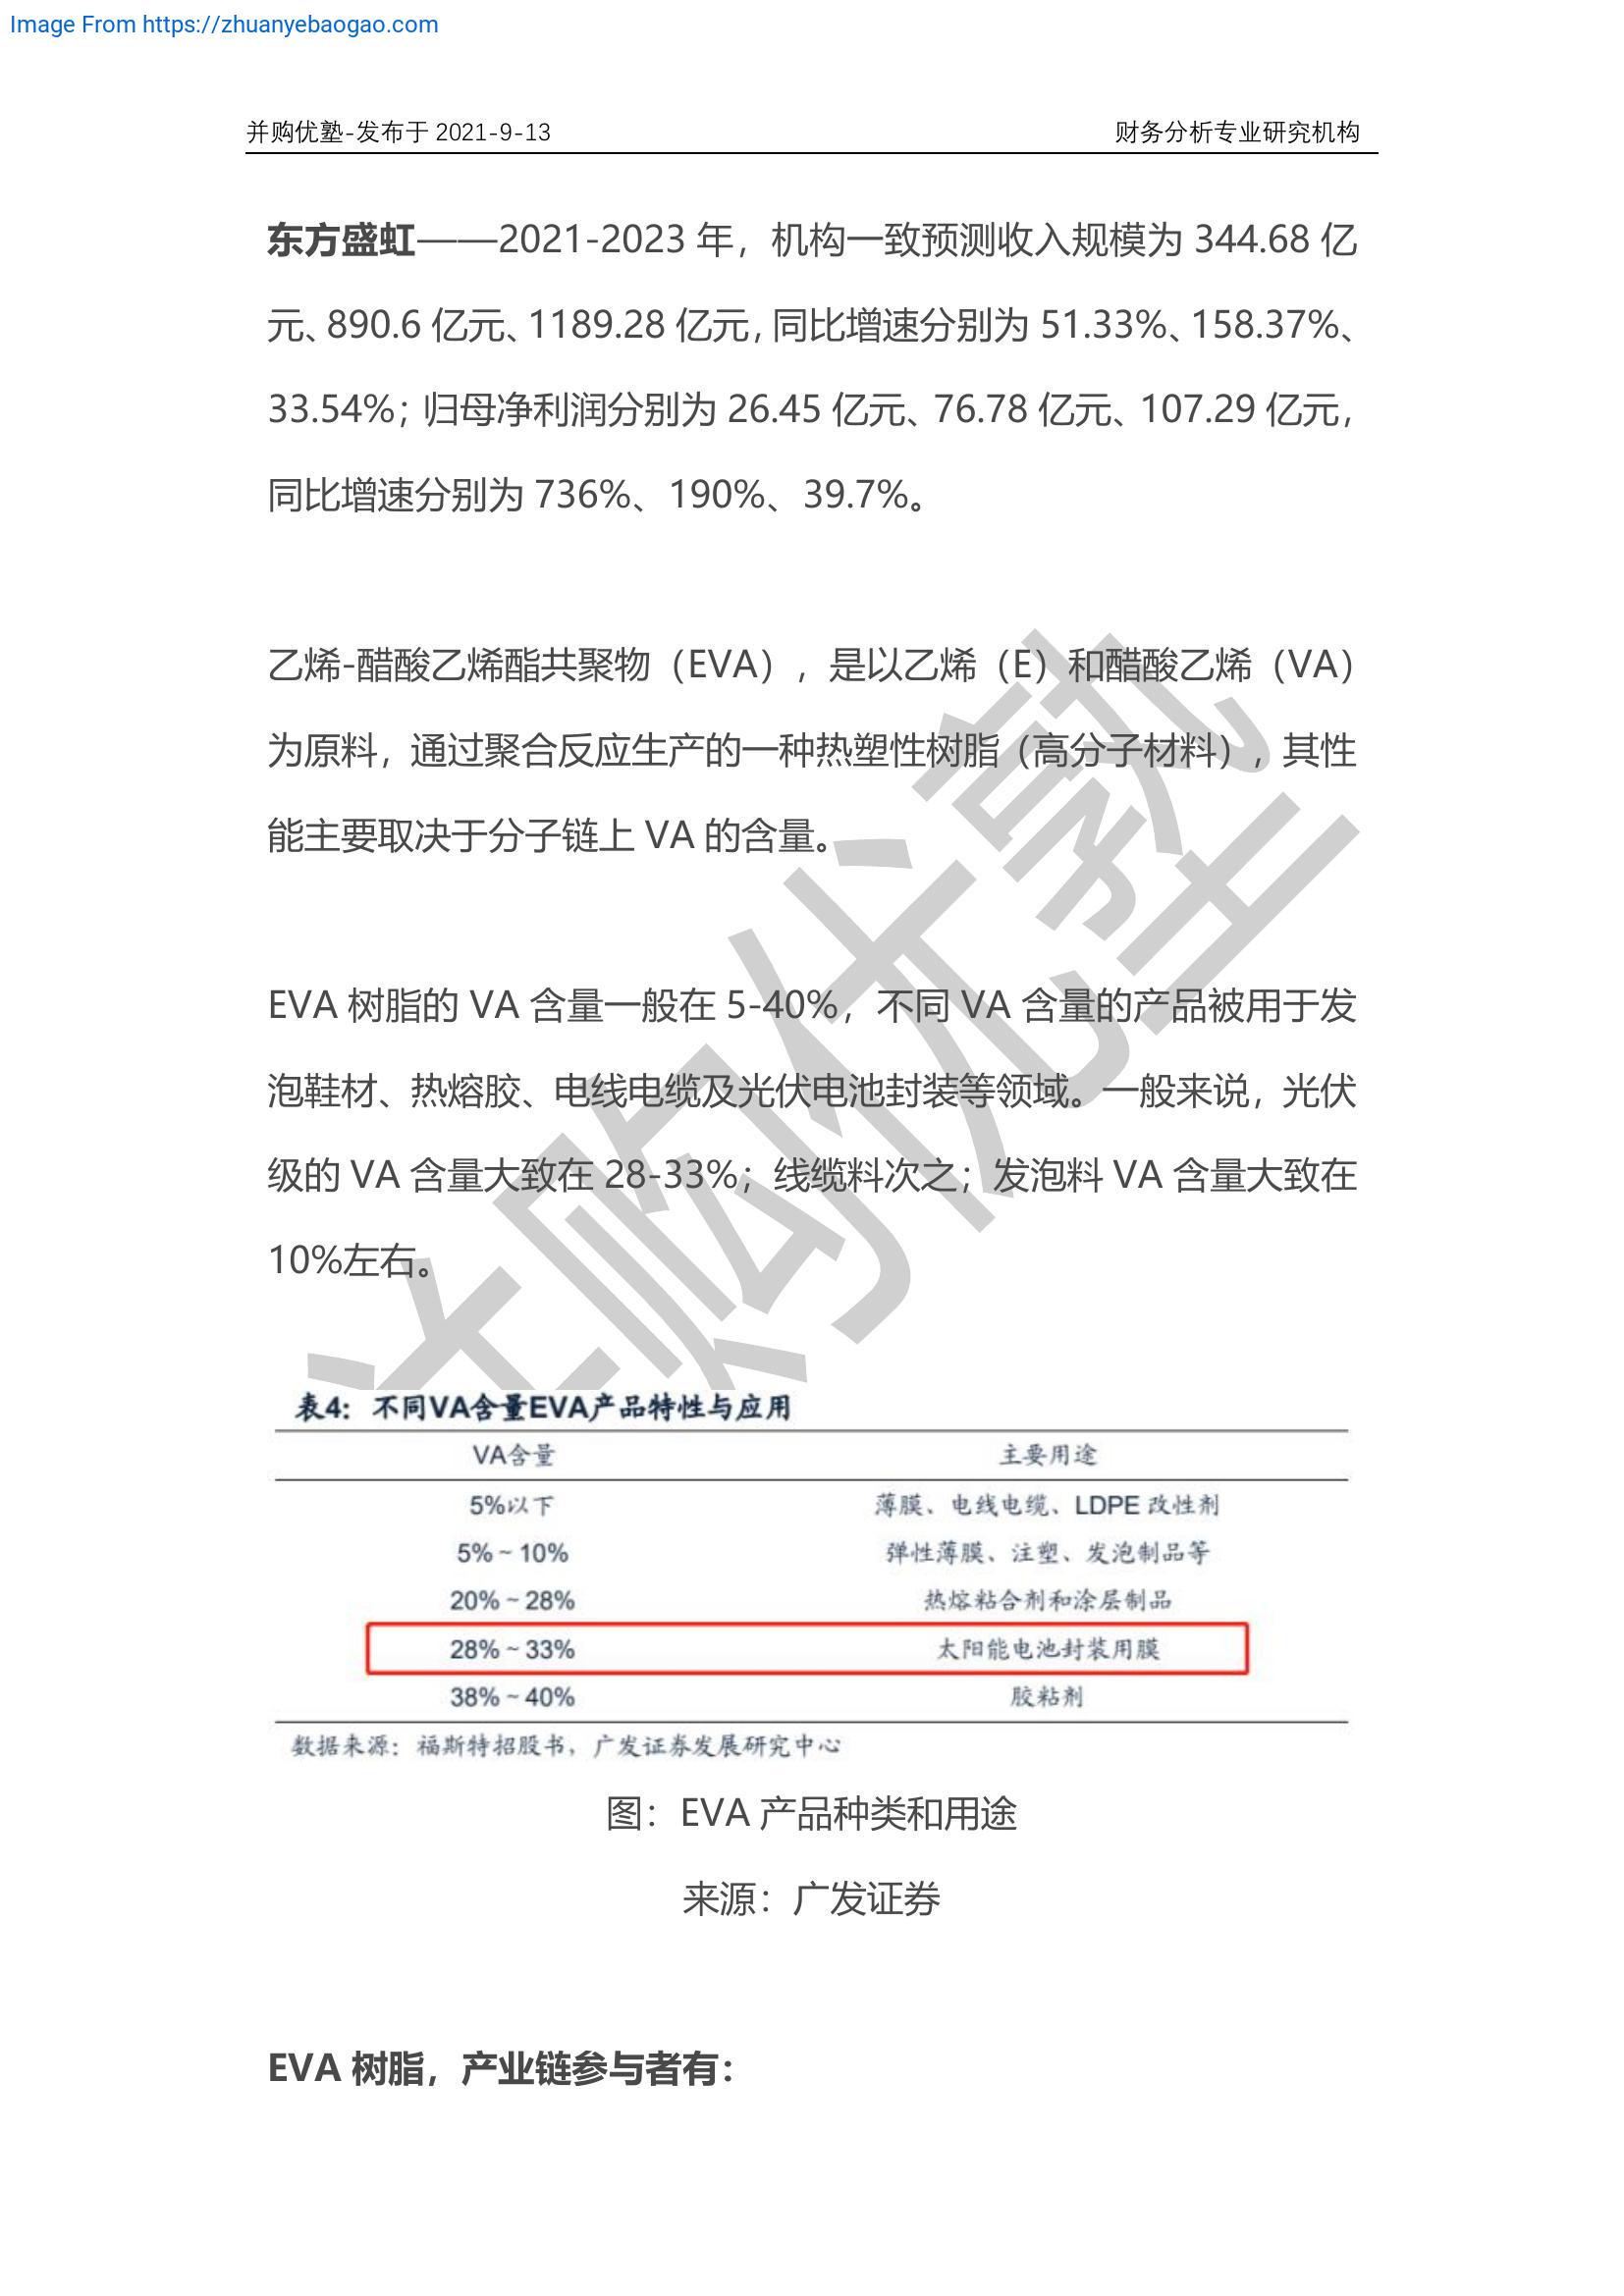 Image From https://zhuanyebaogao.com
并购优塾-发布于 2021-9-13 财务分析专业研究机构
东方盛虹——2021-2023 年，机构一致预测收入规模为 344.68 亿
元、890.6 亿元、1189.28 亿元，同比增速分别为 51.33%、158.37%、
33.54%；归母净利润分别为 26.45 亿元、76.78 亿元、107.29 亿元，
同比增速分别为 736%、190%、39.7%。
乙烯-醋酸乙烯酯共聚物（EVA），是以乙烯（E）和醋酸乙烯（VA）
为原料，通过聚合反应生产的一种热塑性树脂（高分子材料），其性
能主要取决于分子链上 VA 的含量。
EVA 树脂的 VA 含量一般在 5-40%，不同 VA 含量的产品被用于发
泡鞋材、热熔胶、电线电缆及光伏电池封装等领域。一般来说，光伏
级的 VA 含量大致在 28-33%；线缆料次之；发泡料 VA 含量大致在
10%左右。
并购优塾
表4：不同VA含量EVA产品特性与应用
VA含量 主要用途
5%以下 薄膜、电线电缆、LDPE 改性剂
5% ~ 10% 弹性薄膜、注塑、发泡制品等
20% ~ 28% 热熔粘合剂和涂层制品
28% ~ 33% 太阳能电池封装用膜
38% ~ 40% 胶粘剂
数据来源：福斯特招股书，广发证券发展研究中心
图：EVA 产品种类和用途
来源：广发证券
EVA 树脂，产业链参与者有：